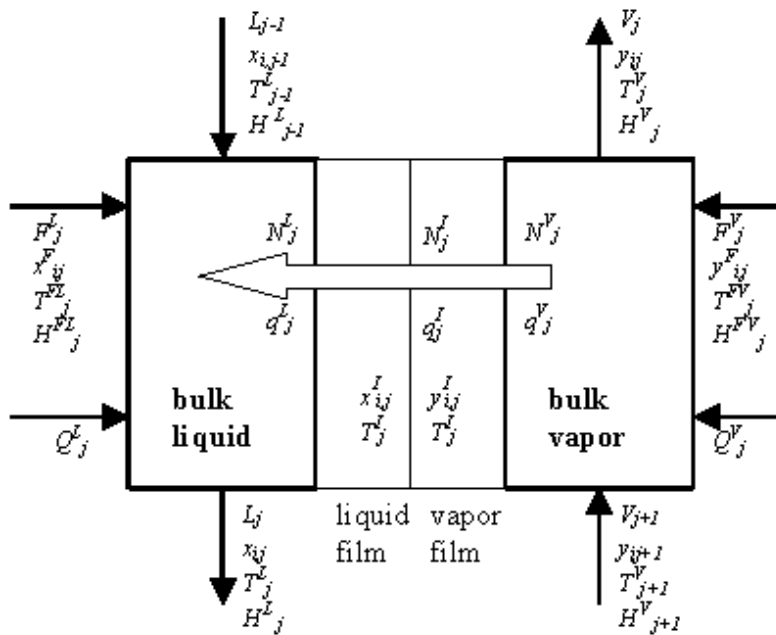 L_{j-1}
x_{i,j-1}
T^L_{j-1}
H^L_{j-1}
V_j
y_{ij}
T^V_j
H^V_j
F^L_j
x^F_{ij}
T^{FL}_j
H^{FL}_j
N^L_j
N^I_j
N^V_j
F^V_j
y^F_{ij}
T^{FV}_j
H^{FV}_j
q^L_j
q^I_j
q^V_j
x^I_{i,j}
T^I_j
y^I_{i,j}
T^I_j
bulk
liquid
bulk
vapor
Q^L_j
Q^V_j
L_j
x_{ij}
T^L_j
H^L_j
liquid
film
vapor
film
V_{j+1}
y_{ij+1}
T^V_{j+1}
H^V_{j+1}